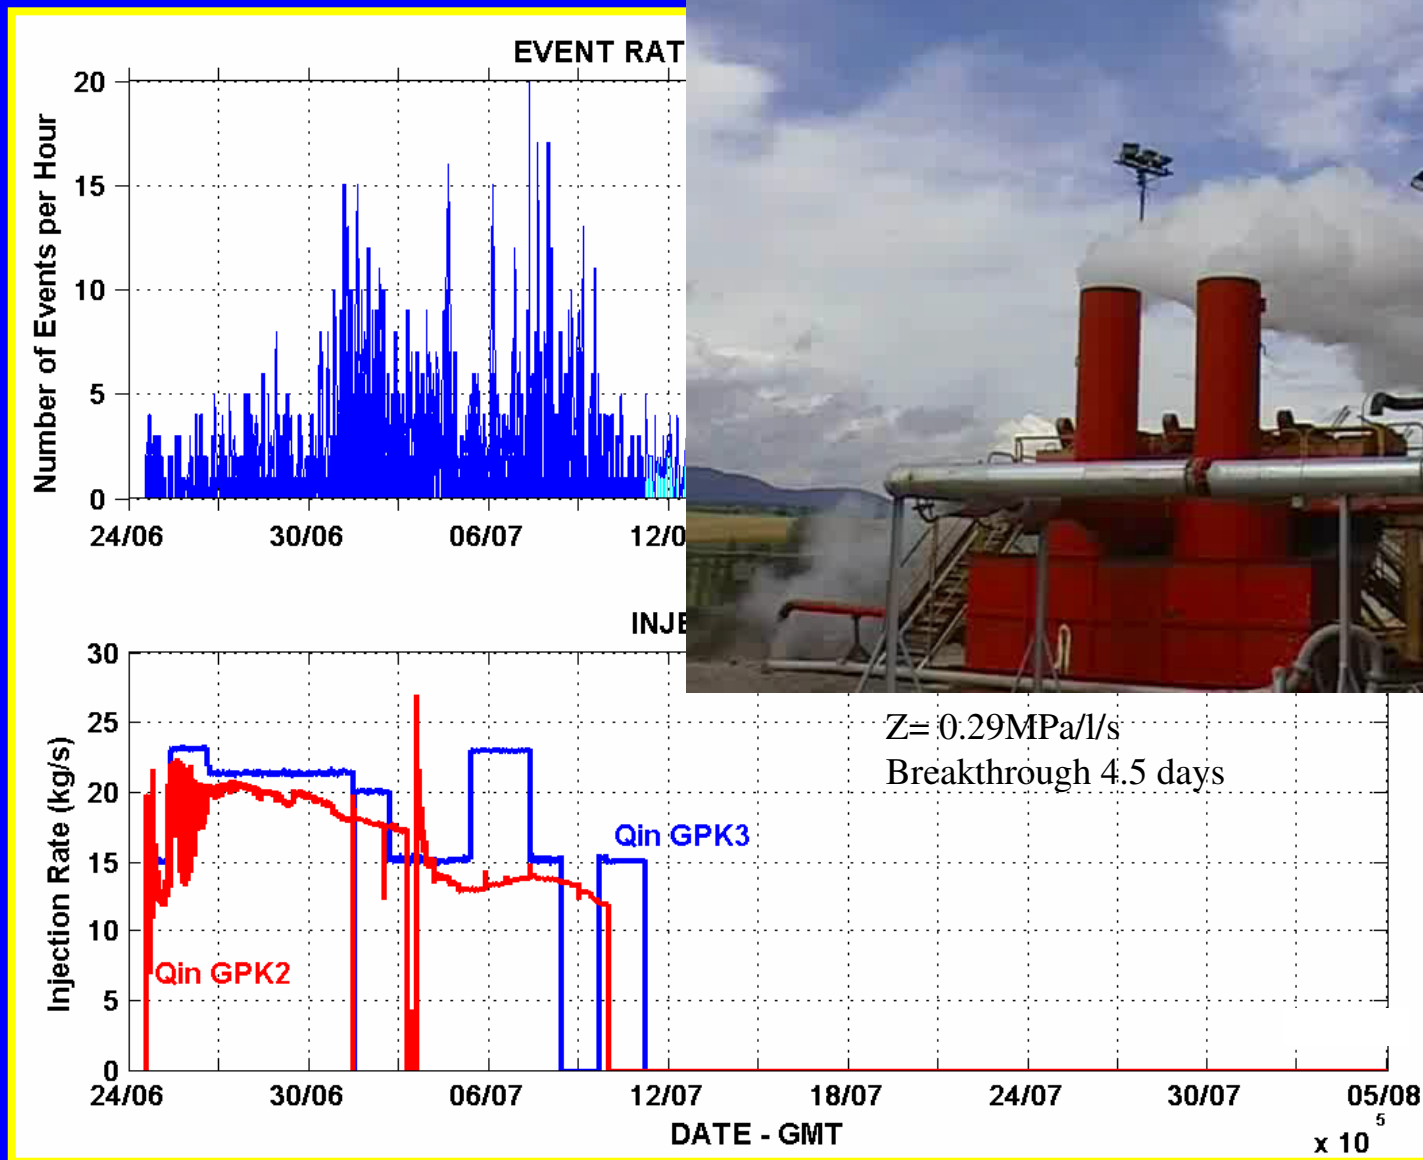 EVENT RAT
Number of Events per Hour
20
15
10
5
0
24/06 30/06 06/07 12/0
INJE
Injection Rate (kg/s)
30
25
20
15
10
5
0
Z= 0.29MPa/l/s
Breakthrough 4.5 days
Qin GPK3
Qin GPK2
24/06 30/06 06/07 12/07 18/07 24/07 30/07 05/08
DATE - GMT
x 10 5